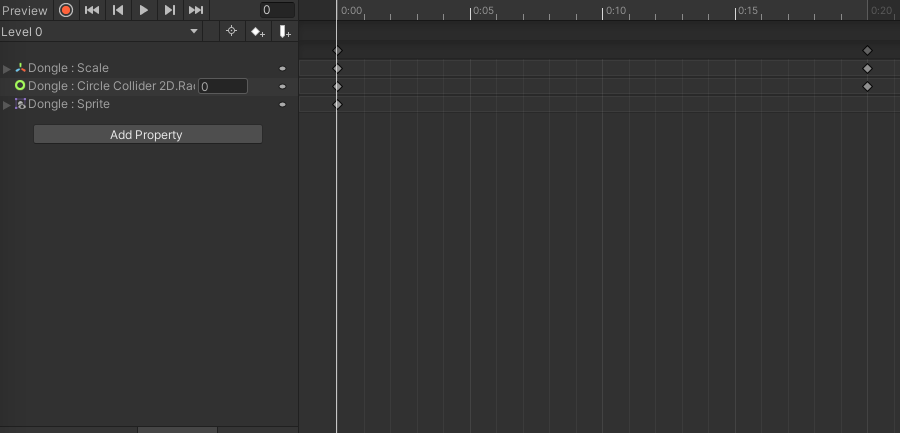 Preview 0 0:00 0:05 0:10 0:15 0:20
Level 0
Dongle : Scale
Dongle : Circle Collider 2D.Ra 0
Dongle : Sprite
Add Property